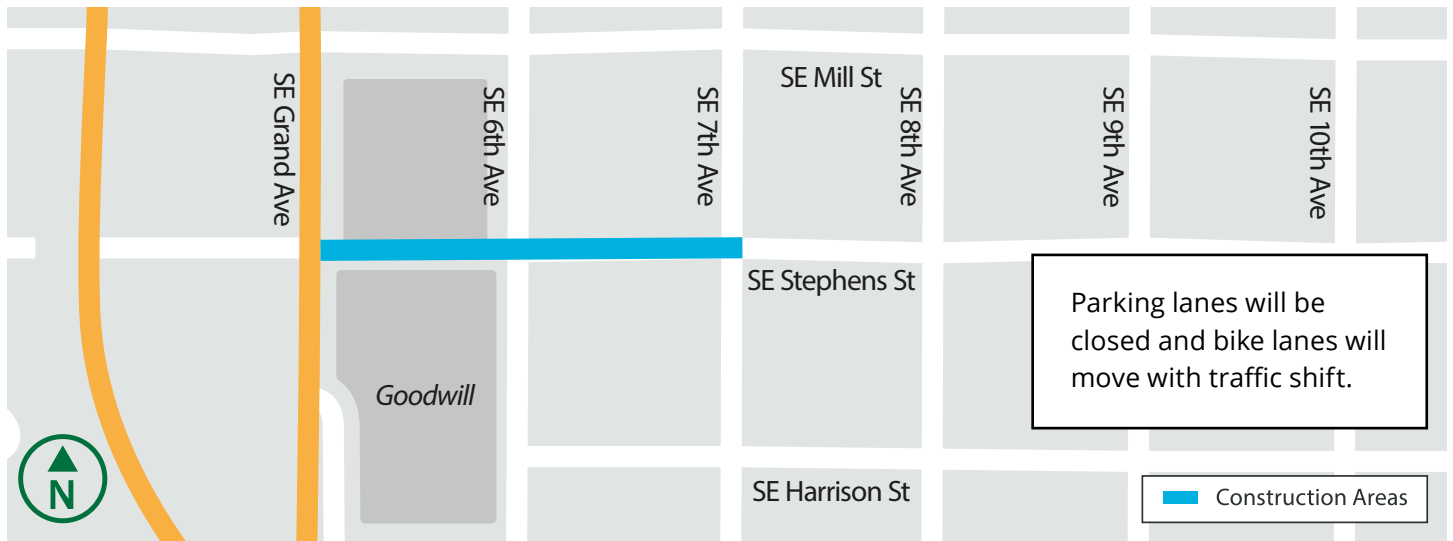 SE Mill St
SE Grand Ave
SE 6th Ave
SE 7th Ave
SE 8th Ave
SE 9th Ave
SE 10th Ave
SE Stephens St
Parking lanes will be
closed and bike lanes will
move with traffic shift.
Goodwill
N
SE Harrison St
Construction Areas